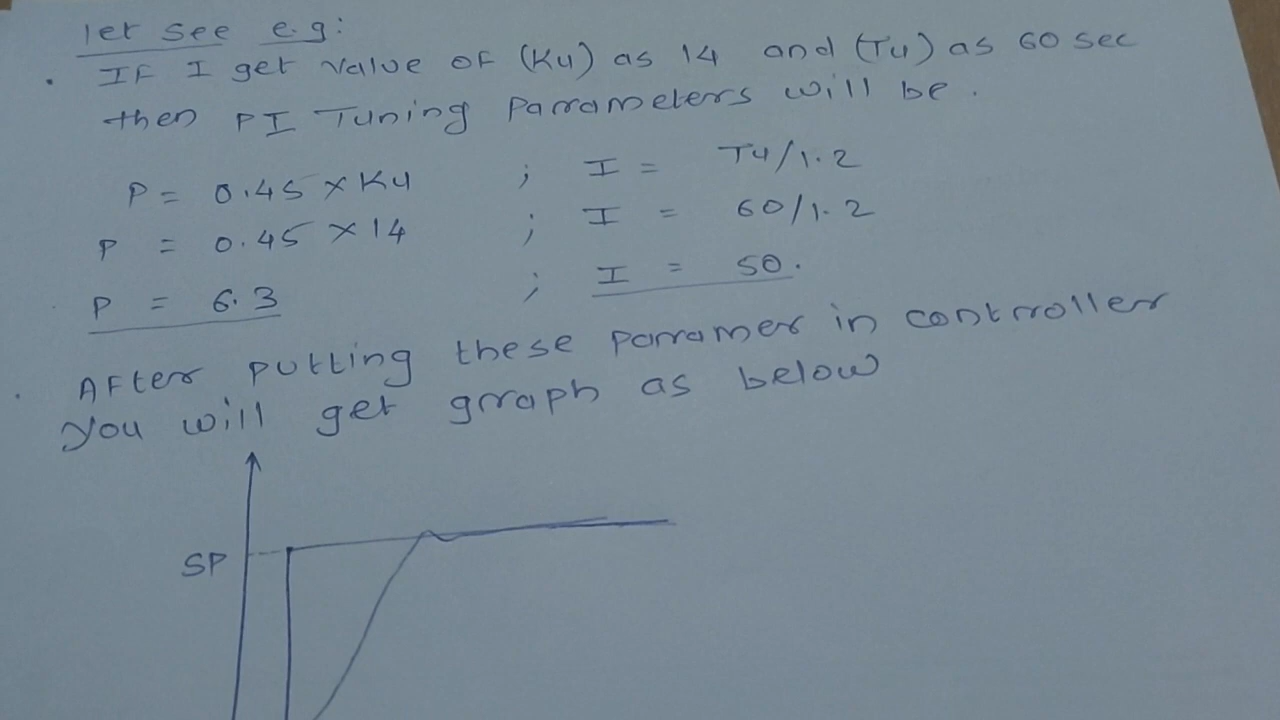 let see e.g:
. IF I get value of (Ku) as 14 and (Tu) as 60 sec
then PI Tuning Parrameters will be.
P = 0.45 × Ku ; I = Tu/1.2
P = 0.45 × 14 ; I = 60/1.2
P = 6.3 ; I = 50.
. After putting these parramer in controller
you will get graph as below
SP